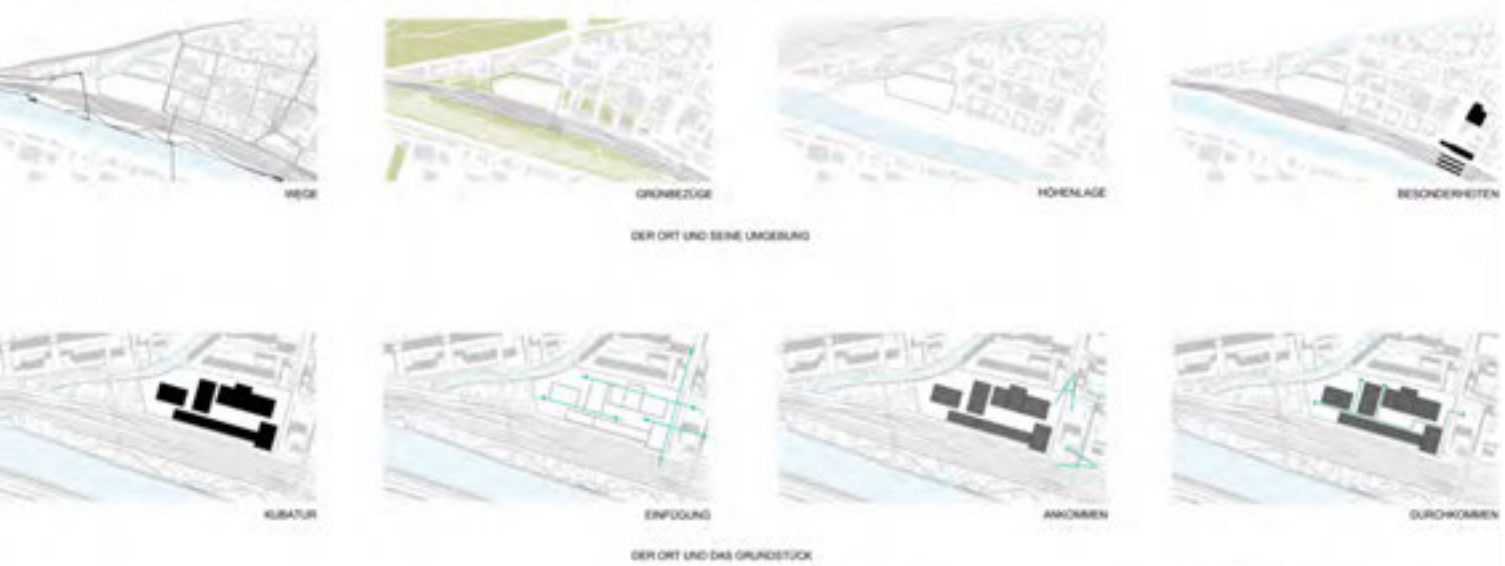 WEGE
GRÜNBEZÜGE
HÖHENLAGE
BESONDERHEITEN
DER ORT UND SEINE UMGEBUNG
KUBATUR
EINFÜGUNG
ANKOMMEN
DURCHKOMMEN
DER ORT UND DAS GRUNDSTÜCK